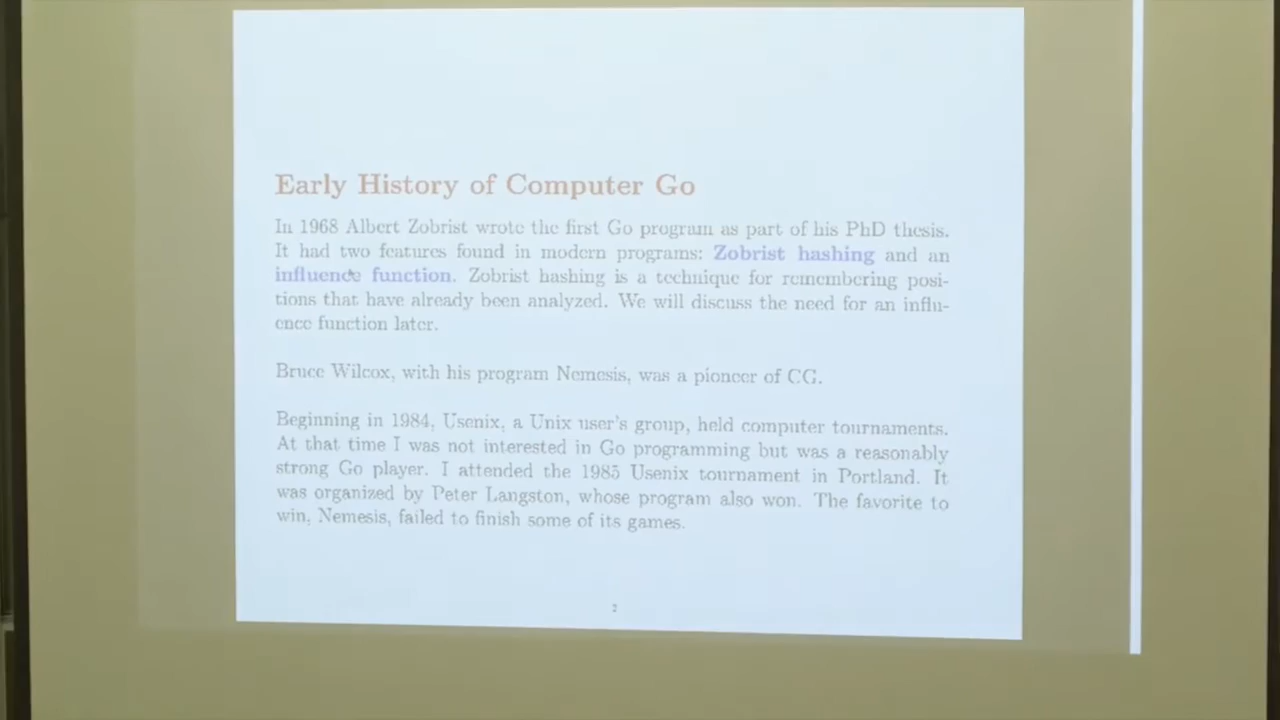 Early History of Computer Go
In 1968 Albert Zobrist wrote the first Go program as part of his PhD thesis.
It had two features found in modern programs: Zobrist hashing and an
influence function. Zobrist hashing is a technique for remembering posi-
tions that have already been analyzed. We will discuss the need for an influ-
ence function later.
Bruce Wilcox, with his program Nemesis, was a pioneer of CG.
Beginning in 1984, Usenix, a Unix user's group, held computer tournaments.
At that time I was not interested in Go programming but was a reasonably
strong Go player. I attended the 1985 Usenix tournament in Portland. It
was organized by Peter Langston, whose program also won. The favorite to
win, Nemesis, failed to finish some of its games.
2